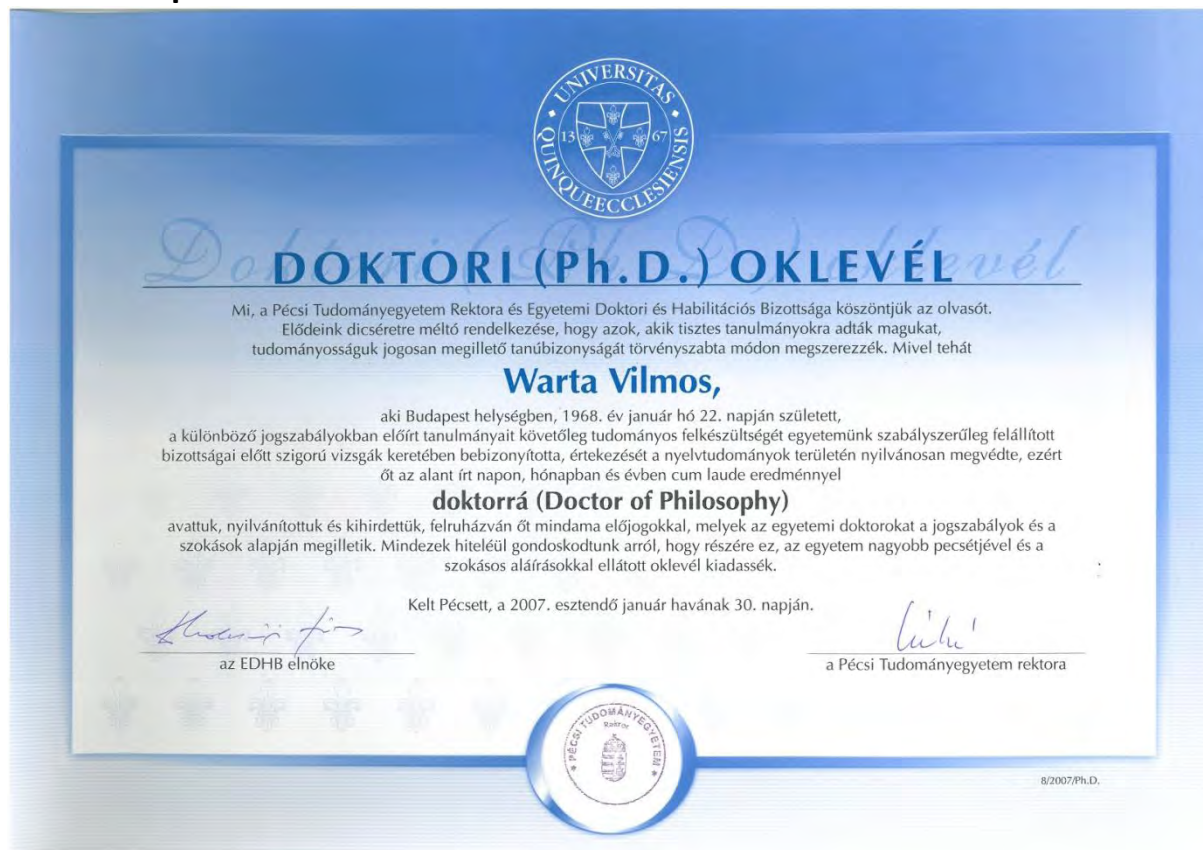 UNIVERSITAS QUINQUEECCLESIENSIS
13 67
Doktori (Ph.D.) oklevél
DOKTORI (Ph.D.) OKLEVÉL
Mi, a Pécsi Tudományegyetem Rektora és Egyetemi Doktori és Habilitációs Bizottsága köszöntjük az olvasót.
Elődeink dicséretre méltó rendelkezése, hogy azok, akik tisztes tanulmányokra adták magukat,
tudományosságuk jogosan megillető tanúbizonyságát törvényszabta módon megszerezzék. Mivel tehát
Warta Vilmos,
aki Budapest helységben, 1968. év január hó 22. napján született,
a különböző jogszabályokban előírt tanulmányait követőleg tudományos felkészültségét egyetemünk szabályszerűleg felállított
bizottságai előtt szigorú vizsgák keretében bebizonyította, értekezését a nyelvtudományok területén nyilvánosan megvédte, ezért
őt az alant írt napon, hónapban és évben cum laude eredménnyel
doktorrá (Doctor of Philosophy)
avattuk, nyilvánítottuk és kihirdettük, felruházván őt mindama előjogokkal, melyek az egyetemi doktorokat a jogszabályok és a
szokások alapján megilletik. Mindezek hiteléül gondoskodtunk arról, hogy részére ez, az egyetem nagyobb pecsétjével és a
szokásos aláírásokkal ellátott oklevél kiadassék.
Kelt Pécsett, a 2007. esztendő január havának 30. napján.
az EDHB elnöke
a Pécsi Tudományegyetem rektora
PÉCSI TUDOMÁNYEGYETEM
Rektor
8/2007/Ph.D.